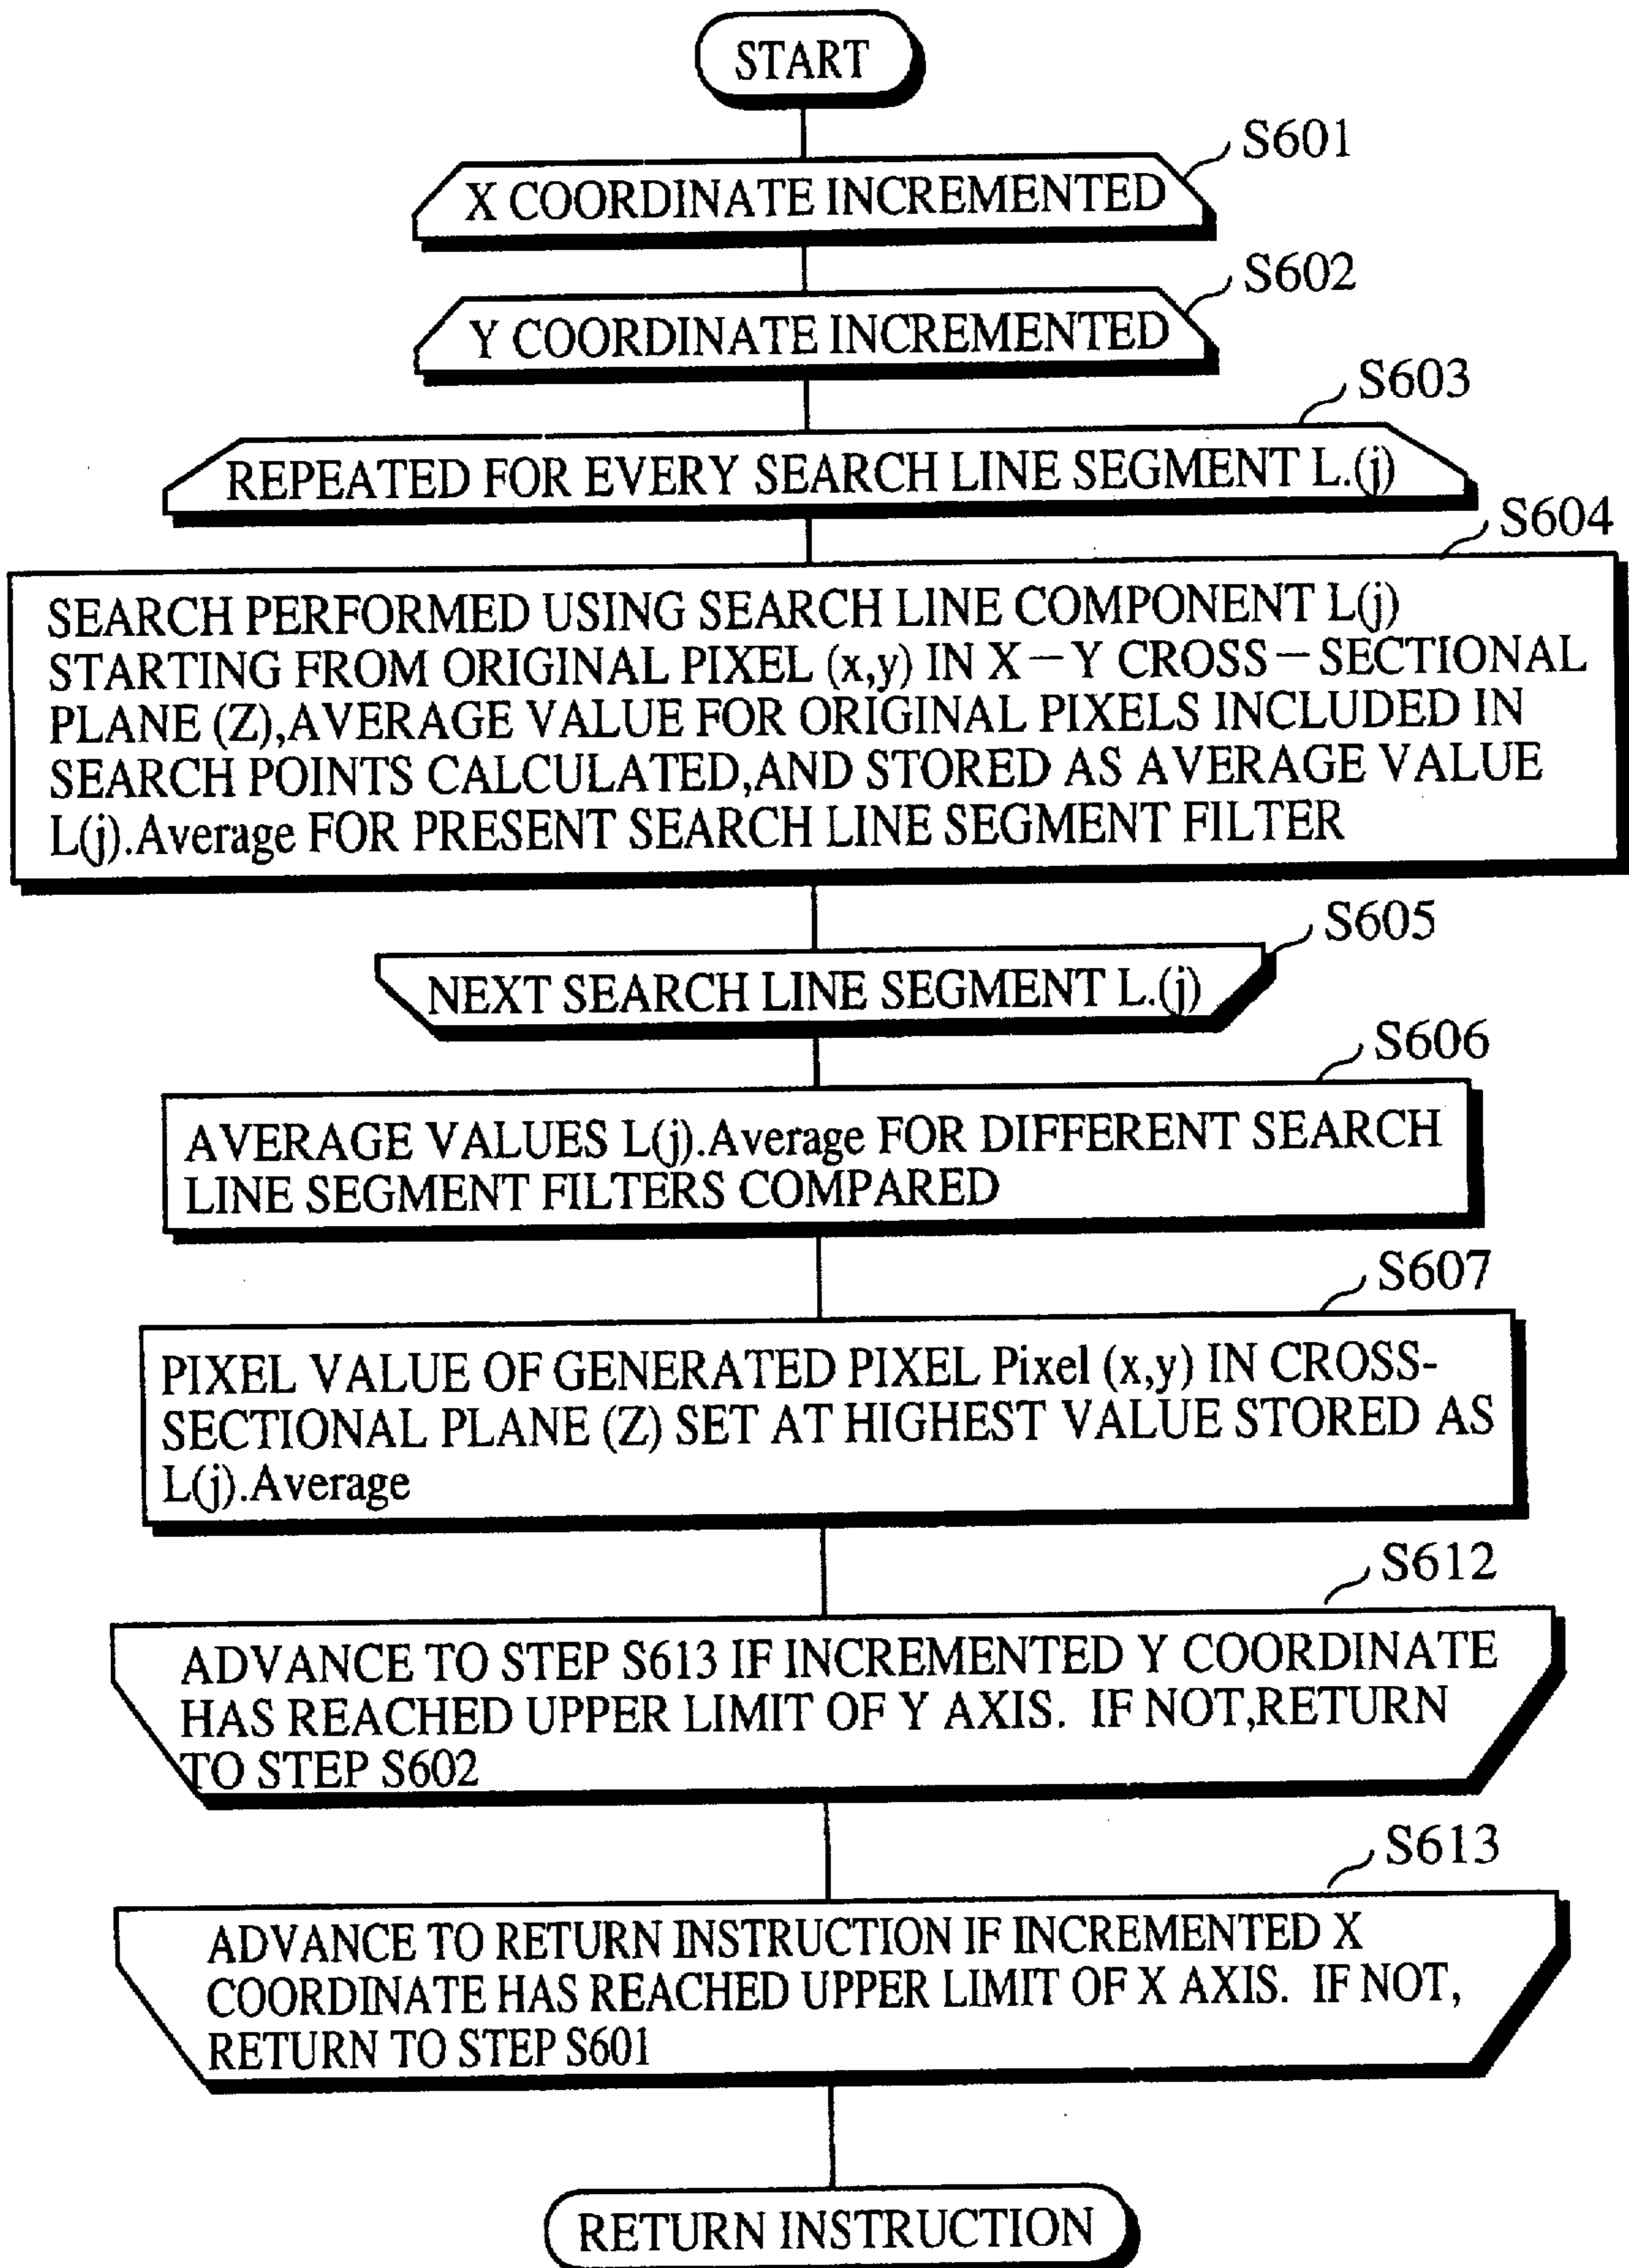 START
S601
X COORDINATE INCREMENTED
S602
Y COORDINATE INCREMENTED
S603
REPEATED FOR EVERY SEARCH LINE SEGMENT L.(j)
S604
SEARCH PERFORMED USING SEARCH LINE COMPONENT L(j)
STARTING FROM ORIGINAL PIXEL (x,y) IN X－Y CROSS－SECTIONAL
PLANE (Z),AVERAGE VALUE FOR ORIGINAL PIXELS INCLUDED IN
SEARCH POINTS CALCULATED,AND STORED AS AVERAGE VALUE
L(j).Average FOR PRESENT SEARCH LINE SEGMENT FILTER
S605
NEXT SEARCH LINE SEGMENT L.(j)
S606
AVERAGE VALUES L(j).Average FOR DIFFERENT SEARCH
LINE SEGMENT FILTERS COMPARED
S607
PIXEL VALUE OF GENERATED PIXEL Pixel (x,y) IN CROSS-
SECTIONAL PLANE (Z) SET AT HIGHEST VALUE STORED AS
L(j).Average
S612
ADVANCE TO STEP S613 IF INCREMENTED Y COORDINATE
HAS REACHED UPPER LIMIT OF Y AXIS. IF NOT,RETURN
TO STEP S602
S613
ADVANCE TO RETURN INSTRUCTION IF INCREMENTED X
COORDINATE HAS REACHED UPPER LIMIT OF X AXIS. IF NOT,
RETURN TO STEP S601
RETURN INSTRUCTION